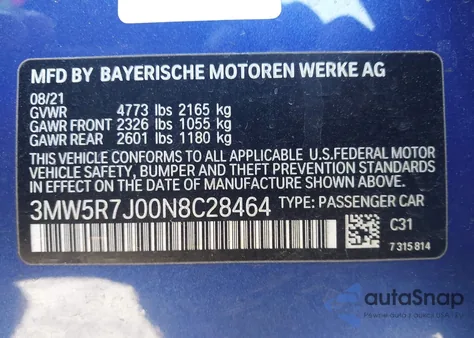 MFD BY BAYERISCHE MOTOREN WERKE AG
08/21
GVWR 4773 lbs 2165 kg
GAWR FRONT 2326 lbs 1055 kg
GAWR REAR 2601 lbs 1180 kg
THIS VEHICLE CONFORMS TO ALL APPLICABLE U.S.FEDERAL MOTOR
VEHICLE SAFETY, BUMPER AND THEFT PREVENTION
STANDARDS IN EFFECT ON THE DATE OF MANUFACTURE SHOWN ABOVE.
3MW5R7J00N8C28464 TYPE: PASSENGER CAR
C31
7 315 814
autoSnap